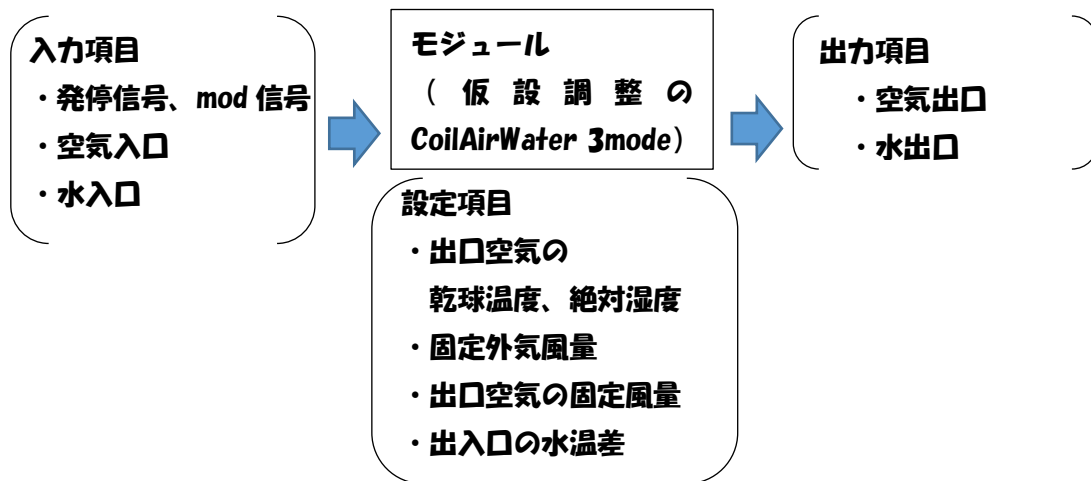 入力項目
・発停信号、mod 信号
・空気入口
・水入口
モジュール
（仮設調整の
CoilAirWater 3mode）
設定項目
・出口空気の
乾球温度、絶対湿度
・固定外気風量
・出口空気の固定風量
・出入口の水温差
出力項目
・空気出口
・水出口